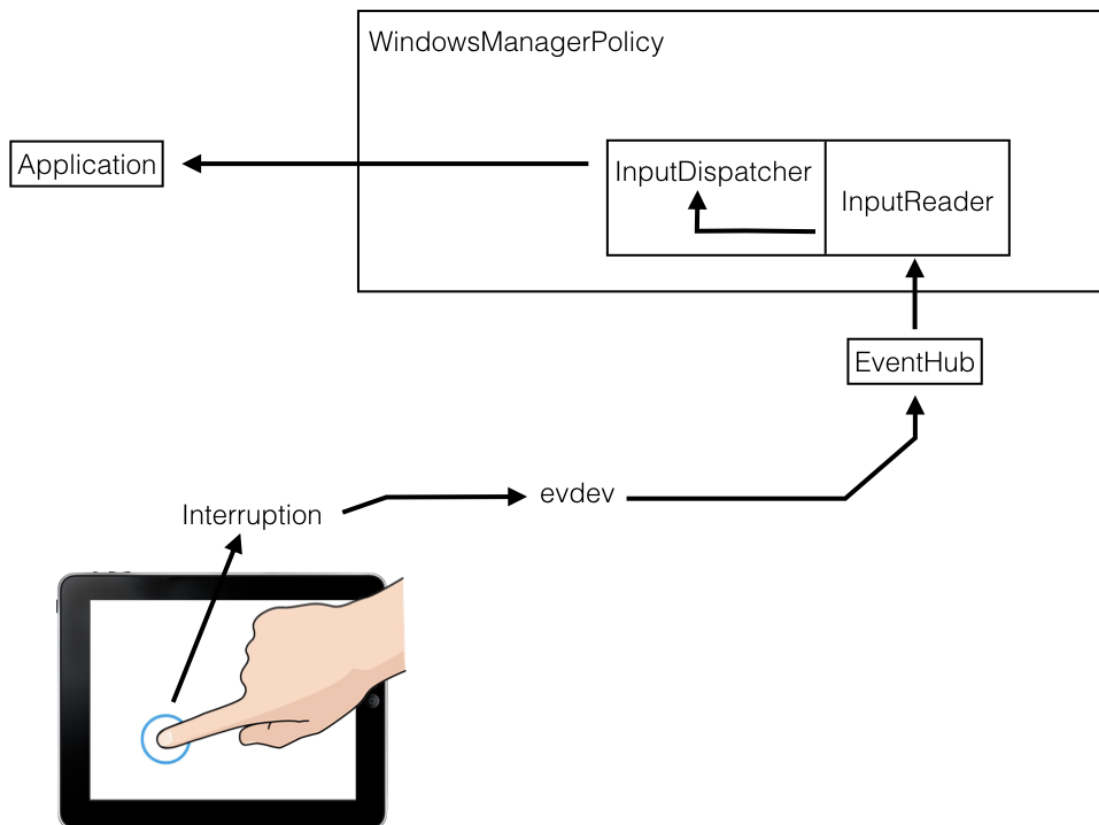 WindowsManagerPolicy
Application
InputDispatcher
InputReader
EventHub
evdev
Interruption